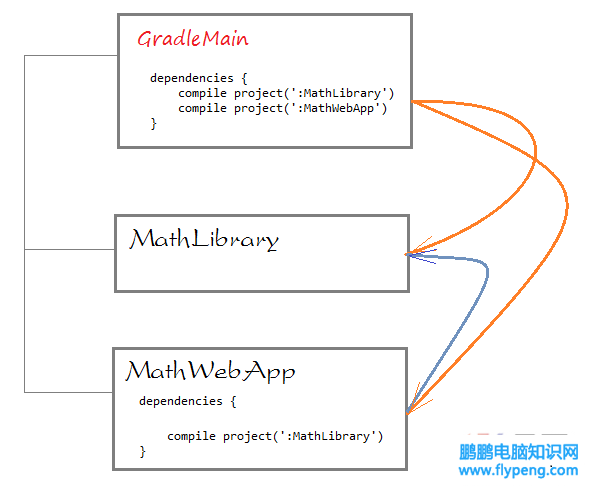 GradleMain
dependencies {
compile project(':MathLibrary')
compile project(':MathWebApp')
}
MathLibrary
MathWebApp
dependencies {
compile project(':MathLibrary')
}
鹏鹏电脑知识网
www.flypeng.com